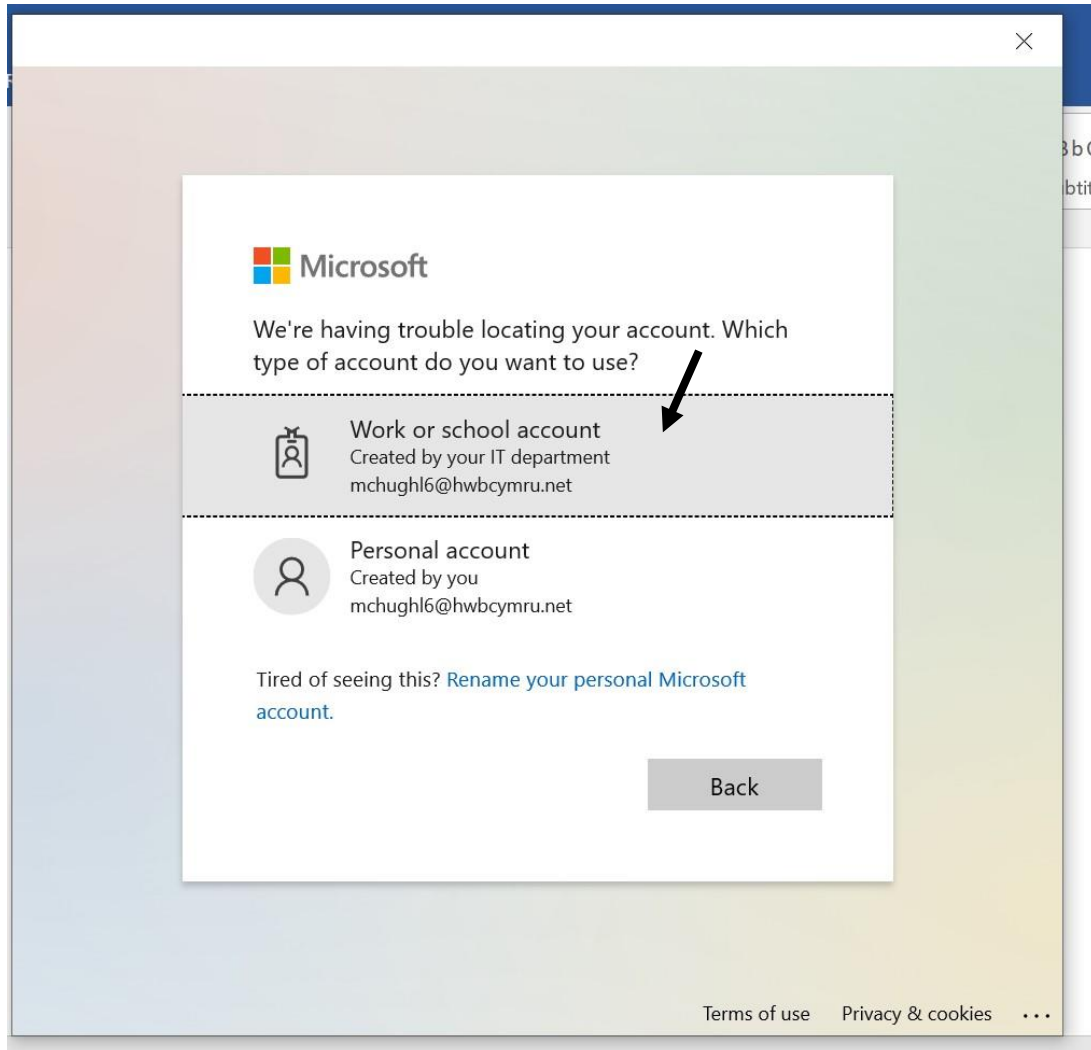 Microsoft
We're having trouble locating your account. Which
type of account do you want to use?
Work or school account
Created by your IT department
mchughl6@hwbcymru.net
Personal account
Created by you
mchughl6@hwbcymru.net
Tired of seeing this? Rename your personal Microsoft
account.
Back
Terms of use Privacy & cookies ...